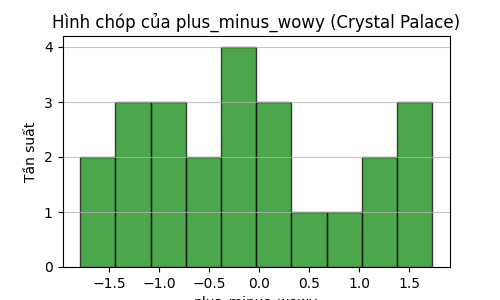 Hình chóp của plus_minus_wowy (Crystal Palace)
Tần suất
4
3
2
1
0
−1.5 −1.0 −0.5 0.0 0.5 1.0 1.5
plus_minus_wowy